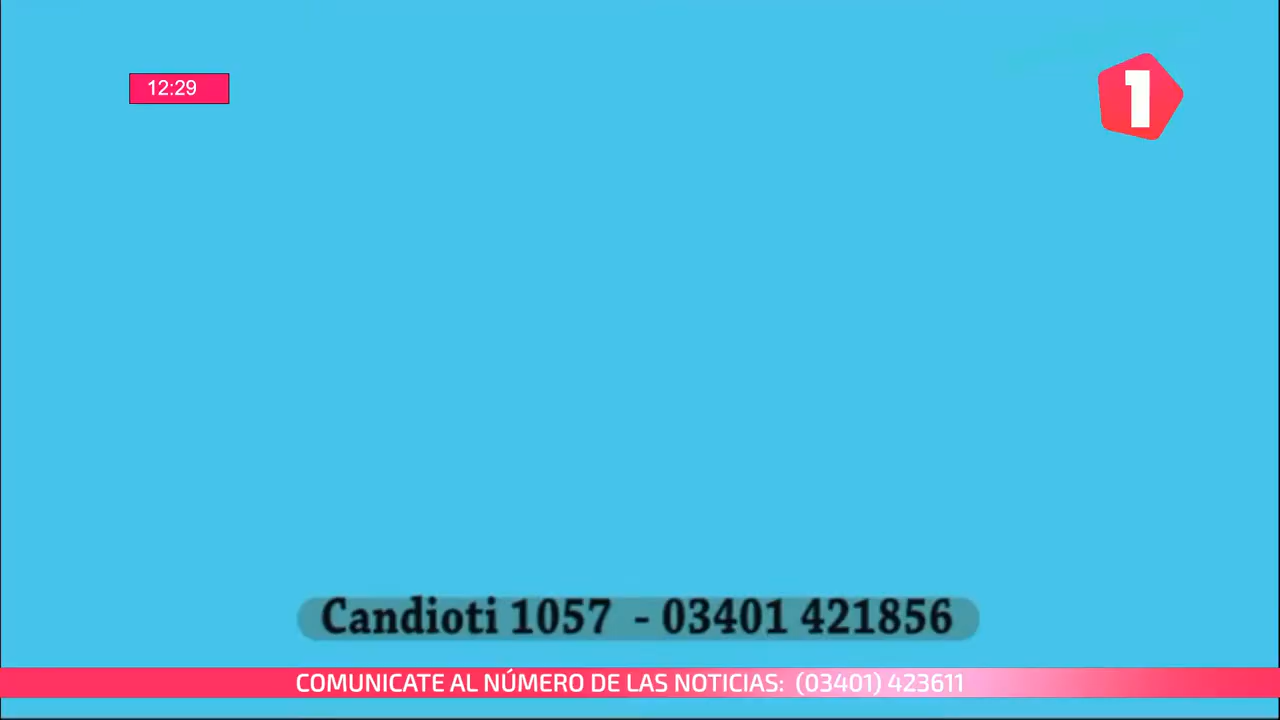 12:29
1
Candioti 1057 - 03401 421856
COMUNICATE AL NÚMERO DE LAS NOTICIAS: (03401) 423611